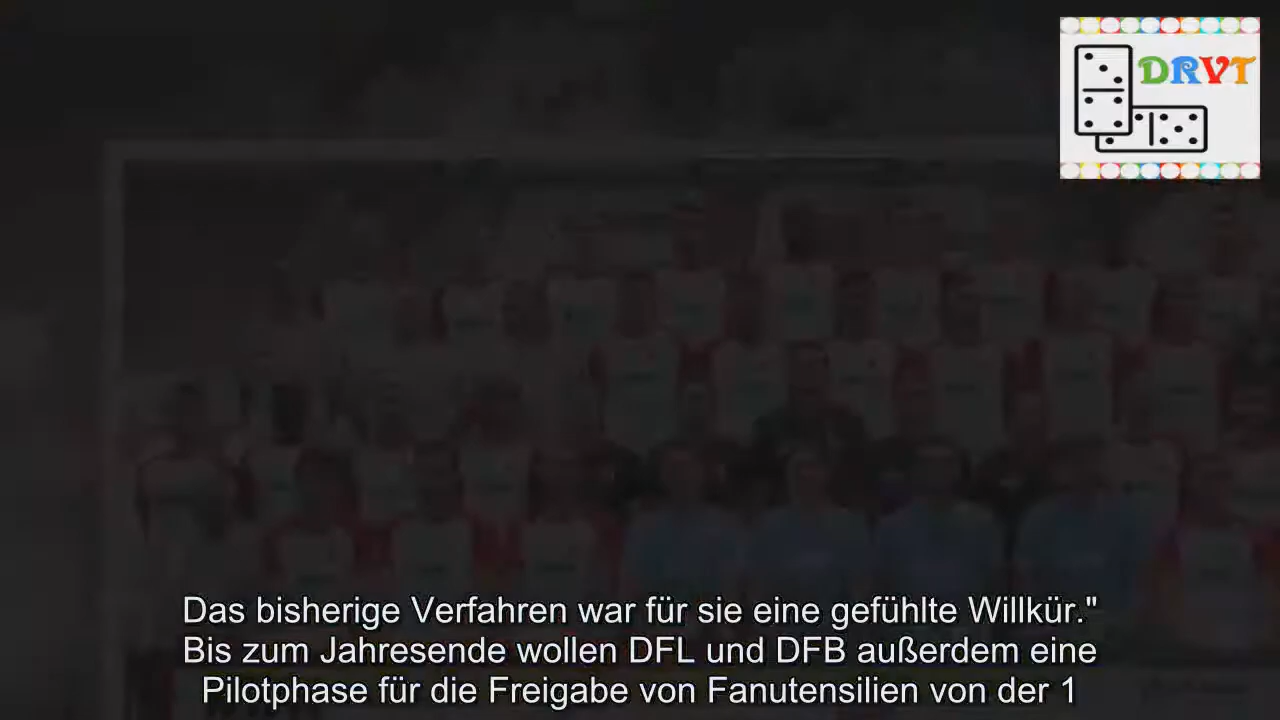 DRVT
Das bisherige Verfahren war für sie eine gefühlte Willkür."
Bis zum Jahresende wollen DFL und DFB außerdem eine
Pilotphase für die Freigabe von Fanutensilien von der 1